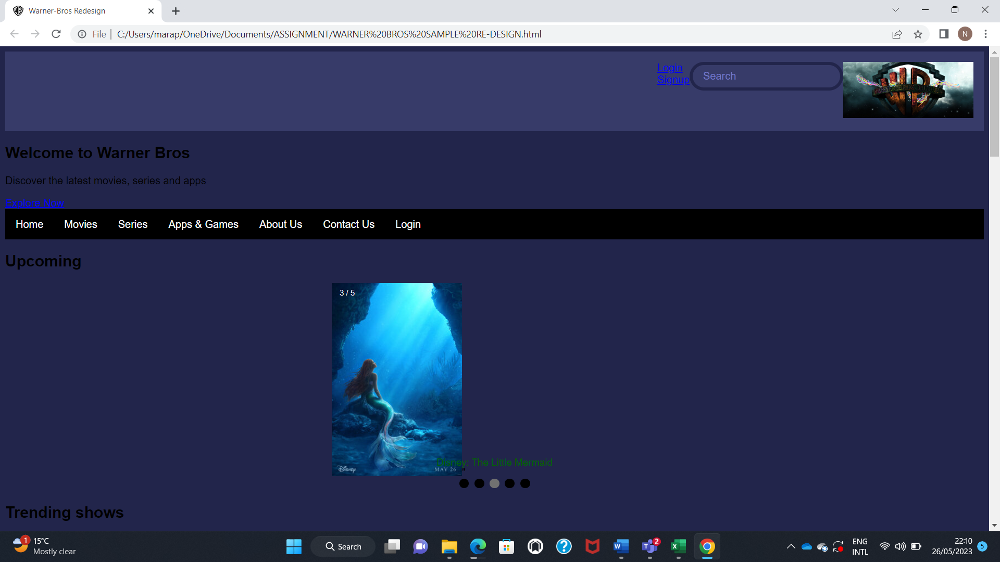 Warner-Bros Redesign
File
C:/Users/marap/OneDrive/Documents/ASSIGNMENT/WARNER%20BROS%20SAMPLE%20RE-DESIGN.html
N
Login
Signup
Search
Welcome to Warner Bros
Discover the latest movies, series and apps
Explore Now
Home Movies Series Apps & Games About Us Contact Us Login
Upcoming
3 / 5
Disney: The Little Mermaid
Disney MAY 26 "
Trending shows
1 15°C
Mostly clear
Search
2
ENG
INTL
22:10
26/05/2023
5